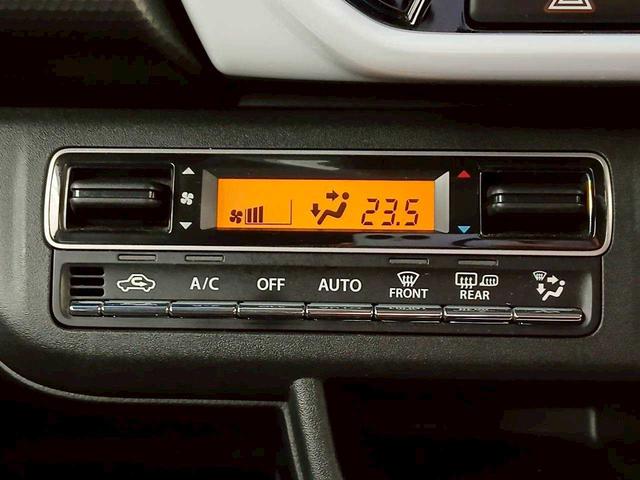 23.5
A/C OFF AUTO FRONT REAR